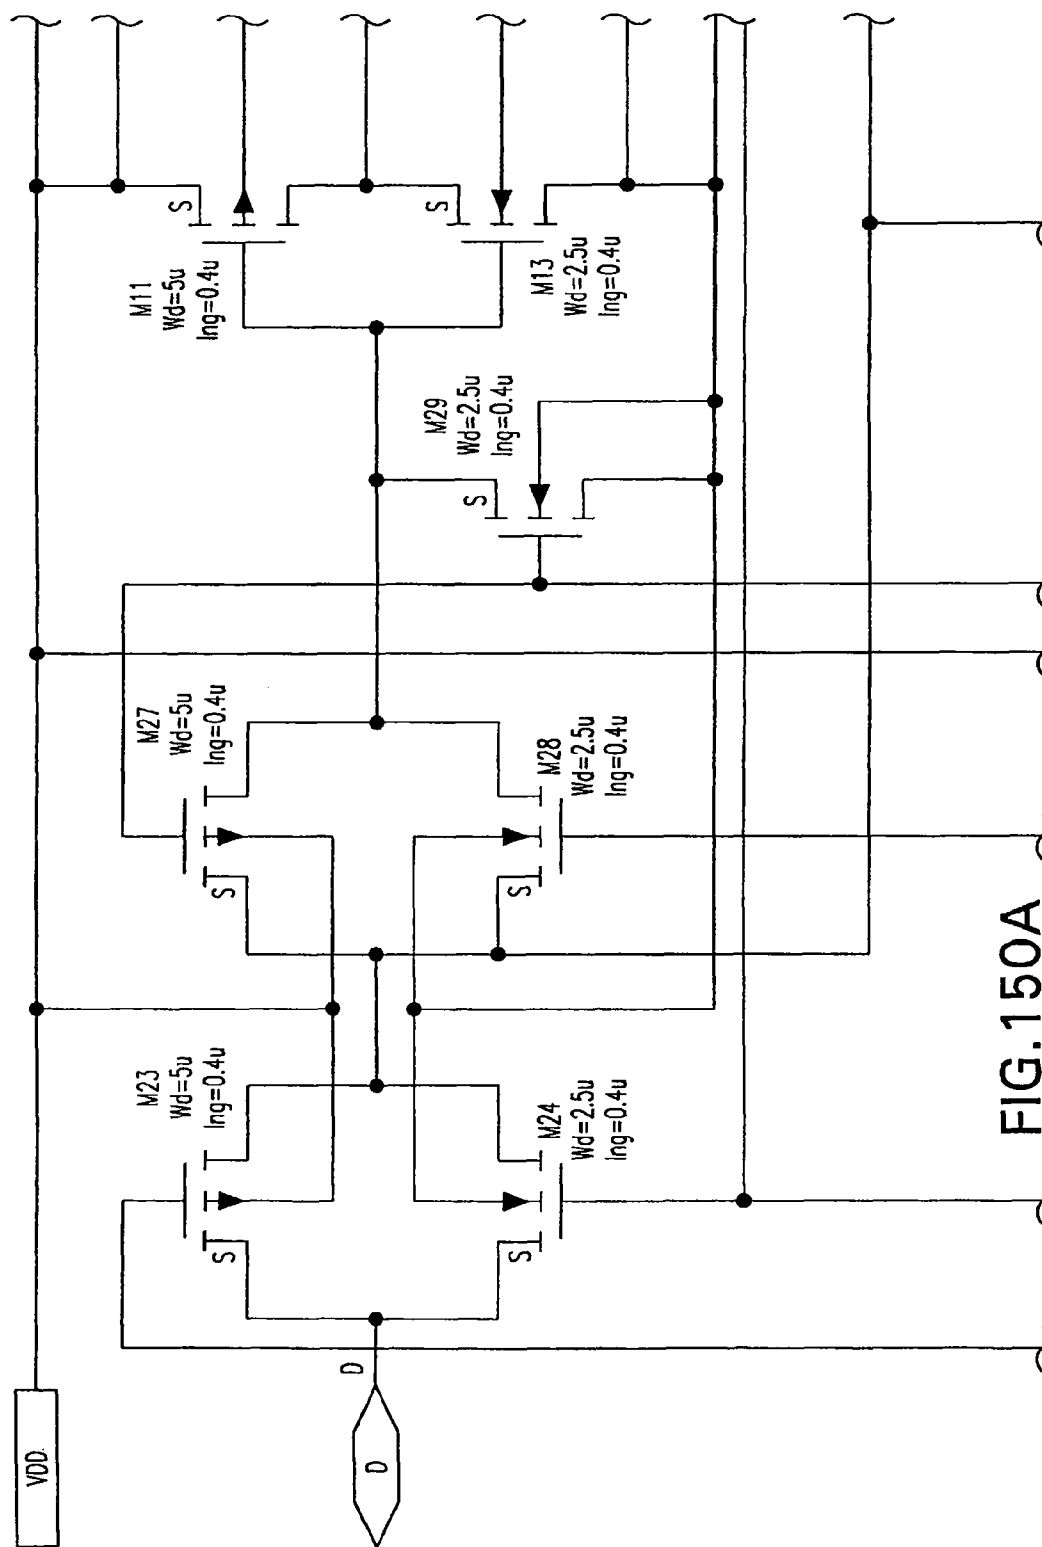 VDD
D
D
M23
Wd=5u
lng=0.4u
S
M24
Wd=2.5u
lng=0.4u
S
M27
Wd=5u
lng=0.4u
S
M28
Wd=2.5u
lng=0.4u
S
M29
Wd=2.5u
lng=0.4u
S
M11
Wd=5u
lng=0.4u
S
M13
Wd=2.5u
lng=0.4u
S
FIG.150A